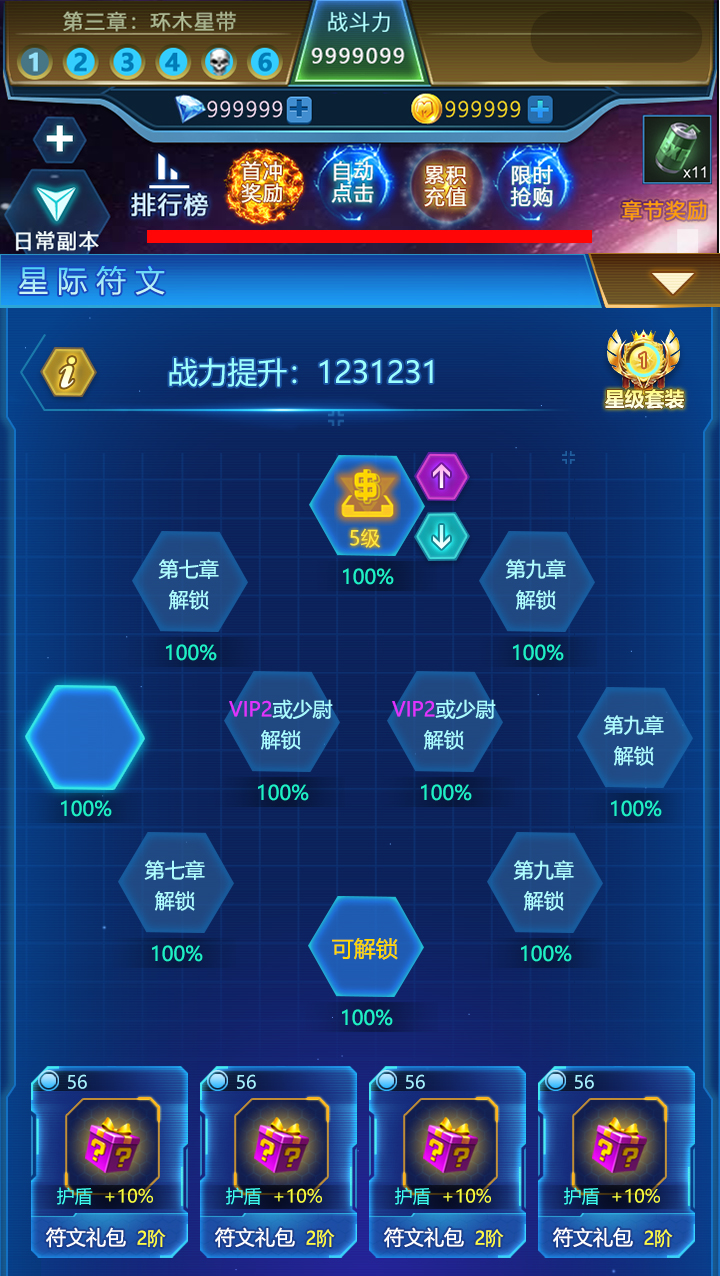 第三章：环木星带
战斗力
1 2 3 4 6
9999099
999999
999999
x11
首冲
奖励
自动
点击
累积
充值
限时
抢购
排行榜
章节奖励
日常副本
星际符文
战力提升：1231231
1
星级套装
5级
100%
第七章
解锁
100%
第九章
解锁
100%
100%
VIP2或少尉
解锁
100%
VIP2或少尉
解锁
100%
第九章
解锁
100%
第七章
解锁
100%
第九章
解锁
100%
可解锁
100%
56
护盾 +10%
符文礼包 2阶
56
护盾 +10%
符文礼包 2阶
56
护盾 +10%
符文礼包 2阶
56
护盾 +10%
符文礼包 2阶